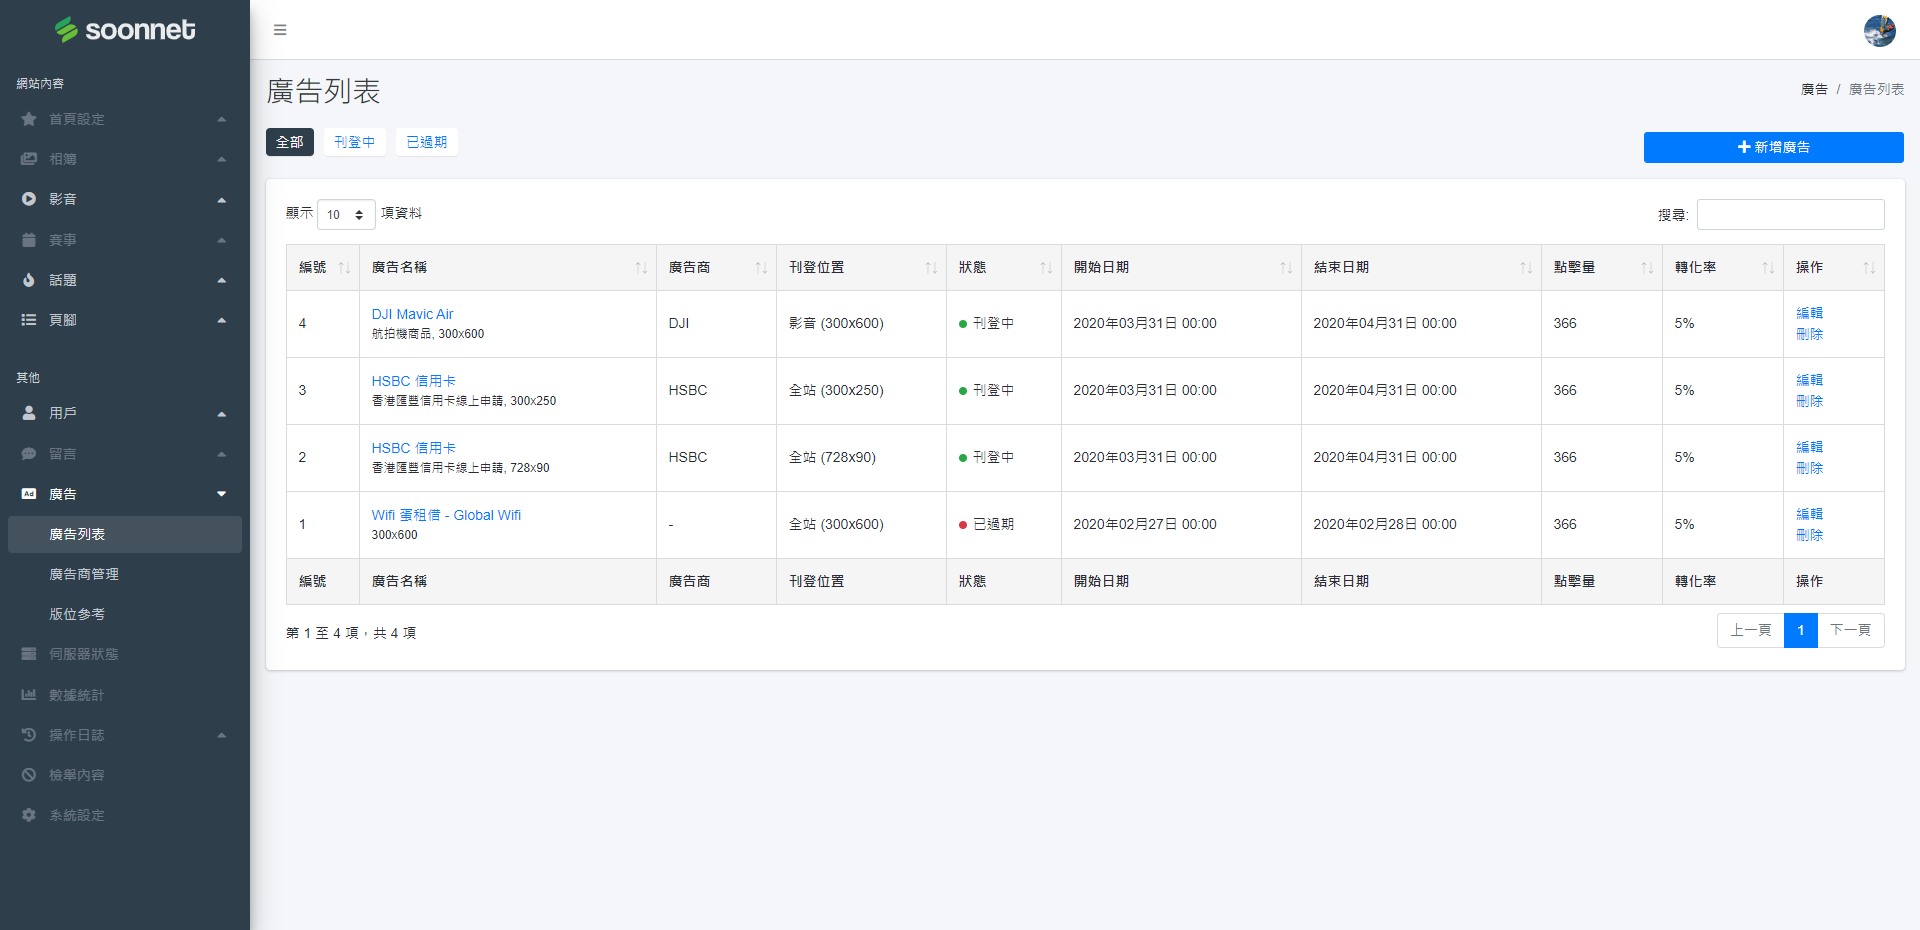 soonnet
網站內容
首頁設定
相簿
影音
賽事
話題
頁腳
其他
用戶
留言
Ad 廣告
廣告列表
廣告商管理
版位參考
伺服器狀態
數據統計
操作日誌
檢舉內容
系統設定
廣告列表
廣告 / 廣告列表
全部 刊登中 已過期
新增廣告
顯示 10 項資料
搜尋:
編號 廣告名稱 廣告商 刊登位置 狀態 開始日期 結束日期 點擊量 轉化率 操作
4 DJI Mavic Air 航拍機商品, 300x600 DJI 影音 (300x600) 刊登中 2020年03月31日 00:00 2020年04月31日 00:00 366 5% 編輯 刪除
3 HSBC 信用卡 香港匯豐信用卡線上申請, 300x250 HSBC 全站 (300x250) 刊登中 2020年03月31日 00:00 2020年04月31日 00:00 366 5% 編輯 刪除
2 HSBC 信用卡 香港匯豐信用卡線上申請, 728x90 HSBC 全站 (728x90) 刊登中 2020年03月31日 00:00 2020年04月31日 00:00 366 5% 編輯 刪除
1 Wifi 蛋租借 - Global Wifi 300x600 - 全站 (300x600) 已過期 2020年02月27日 00:00 2020年02月28日 00:00 366 5% 編輯 刪除
編號 廣告名稱 廣告商 刊登位置 狀態 開始日期 結束日期 點擊量 轉化率 操作
第 1 至 4 項，共 4 項
上一頁 1 下一頁